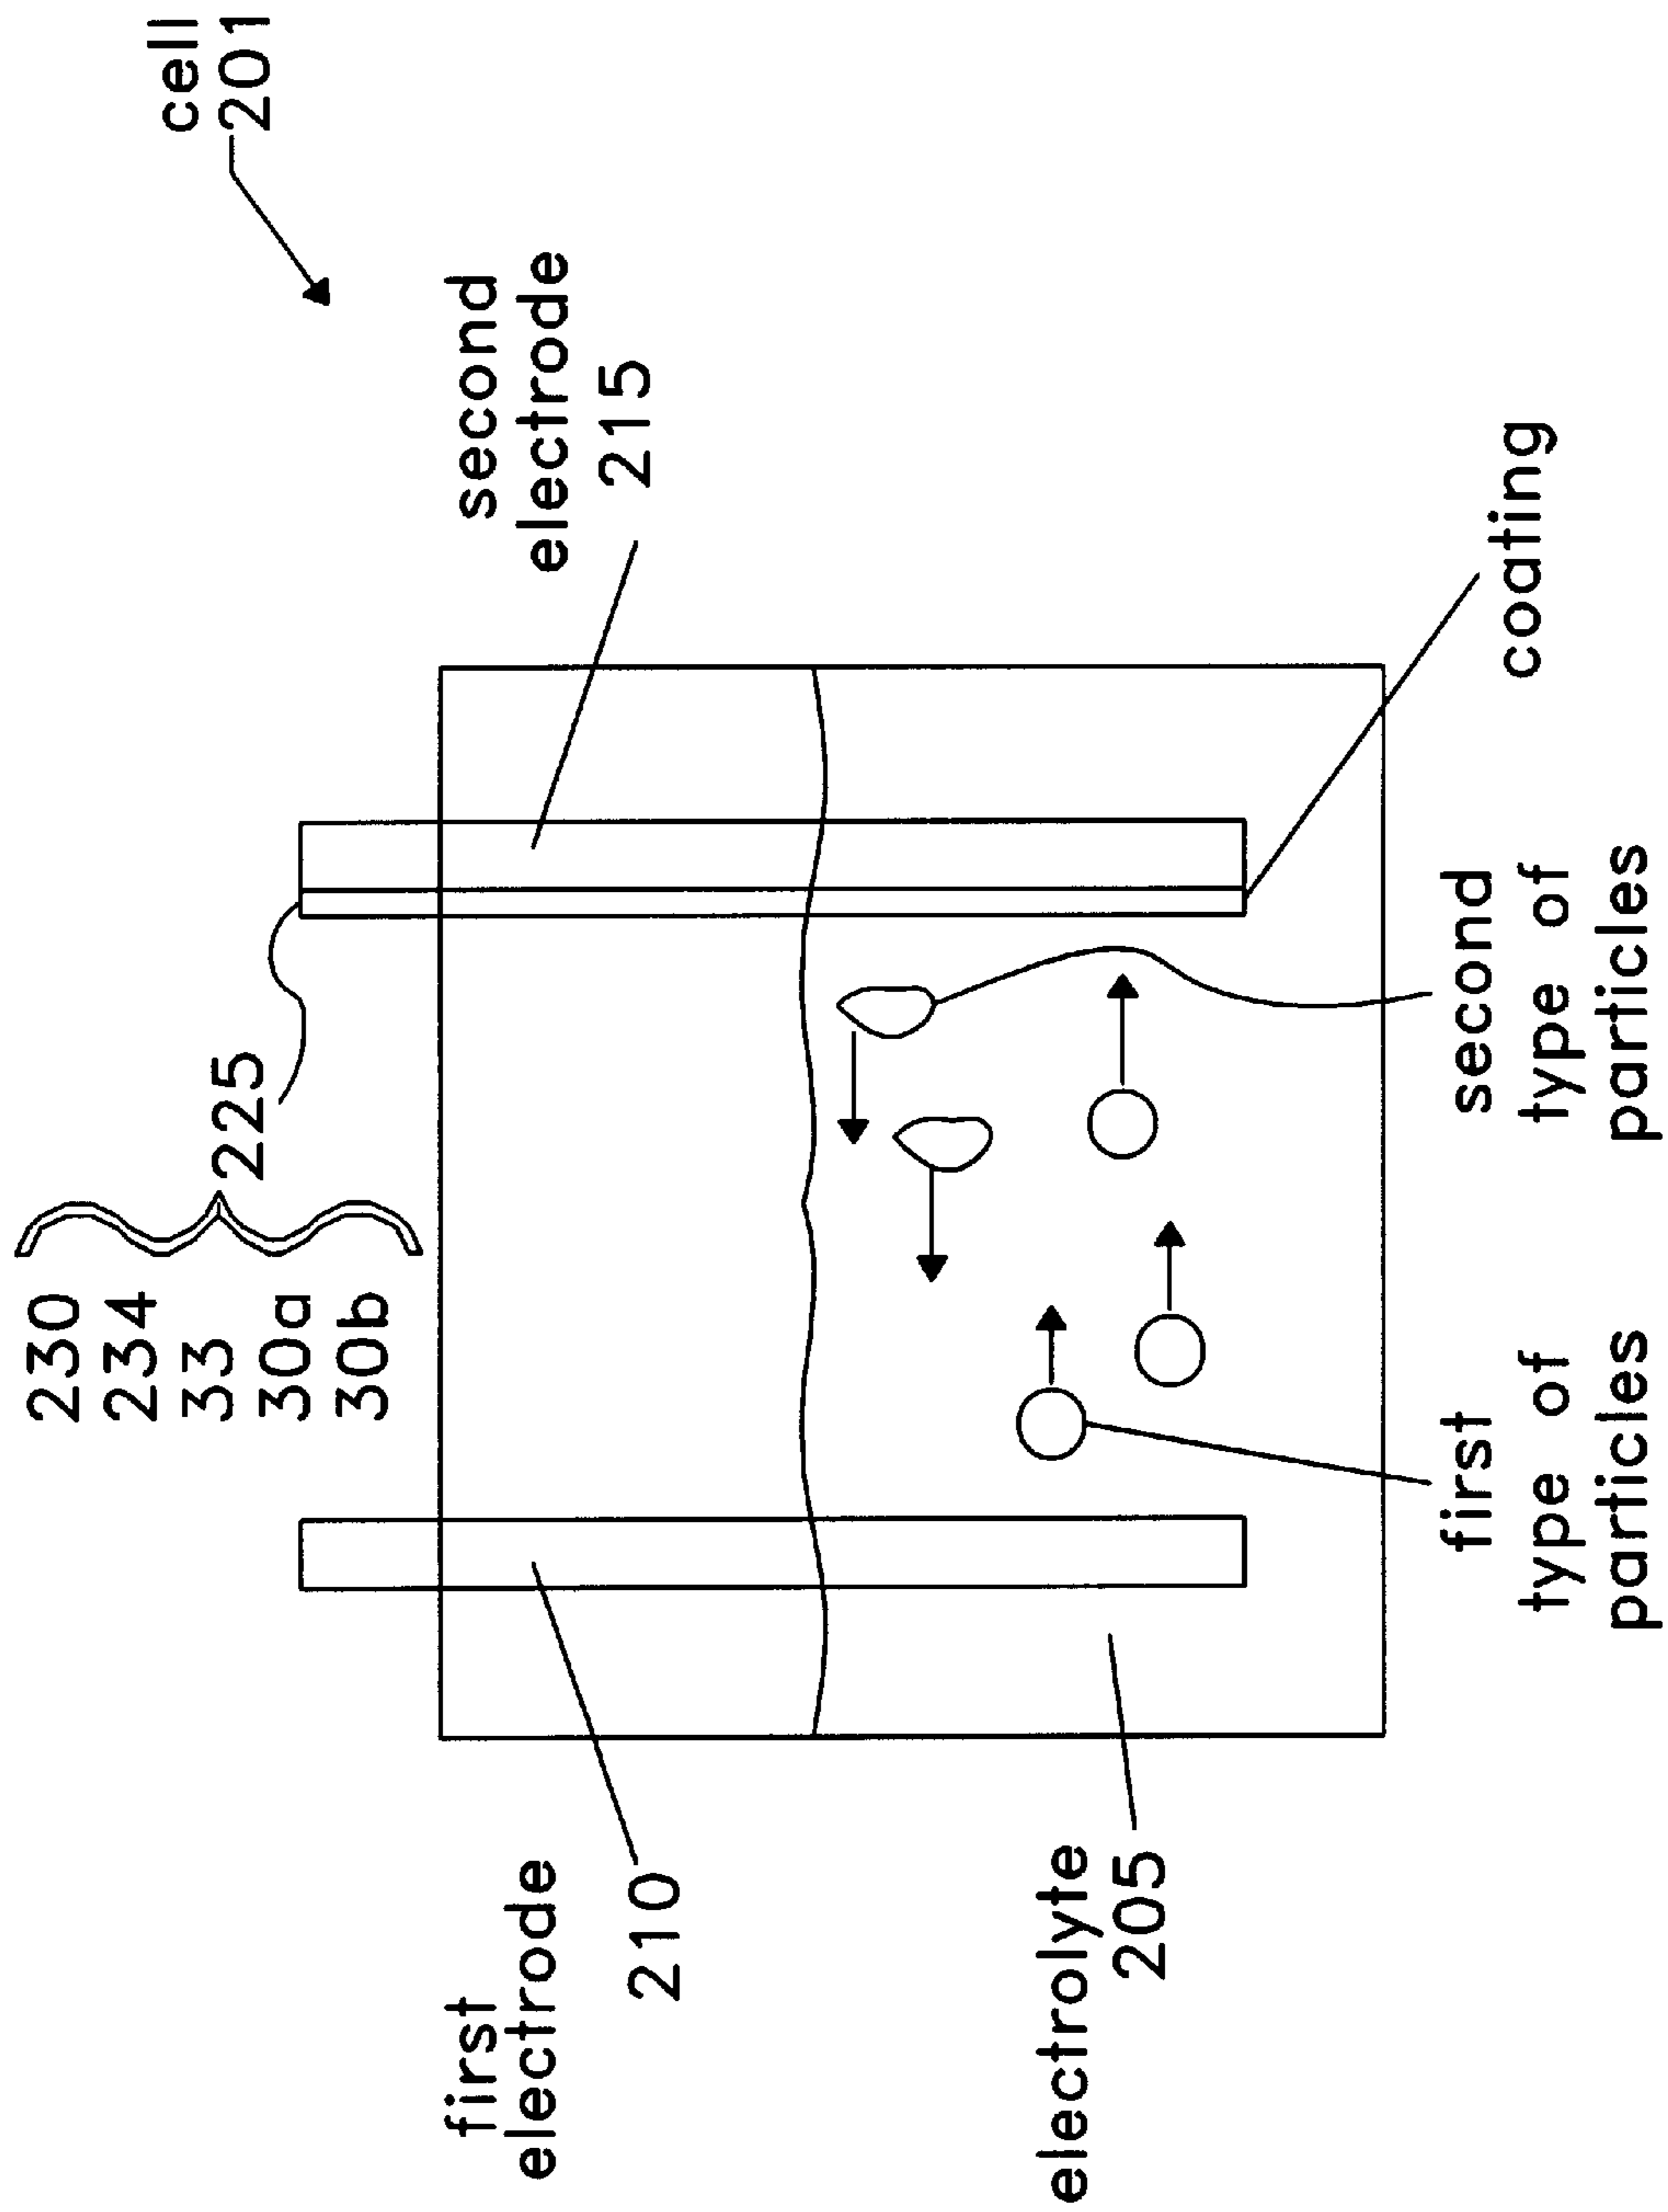 230
234
33
30a
30b
225
cell
201
first
electrode
210
second
electrode
215
electrolyte
205
first
type of
particles
second
type of
particles
coating